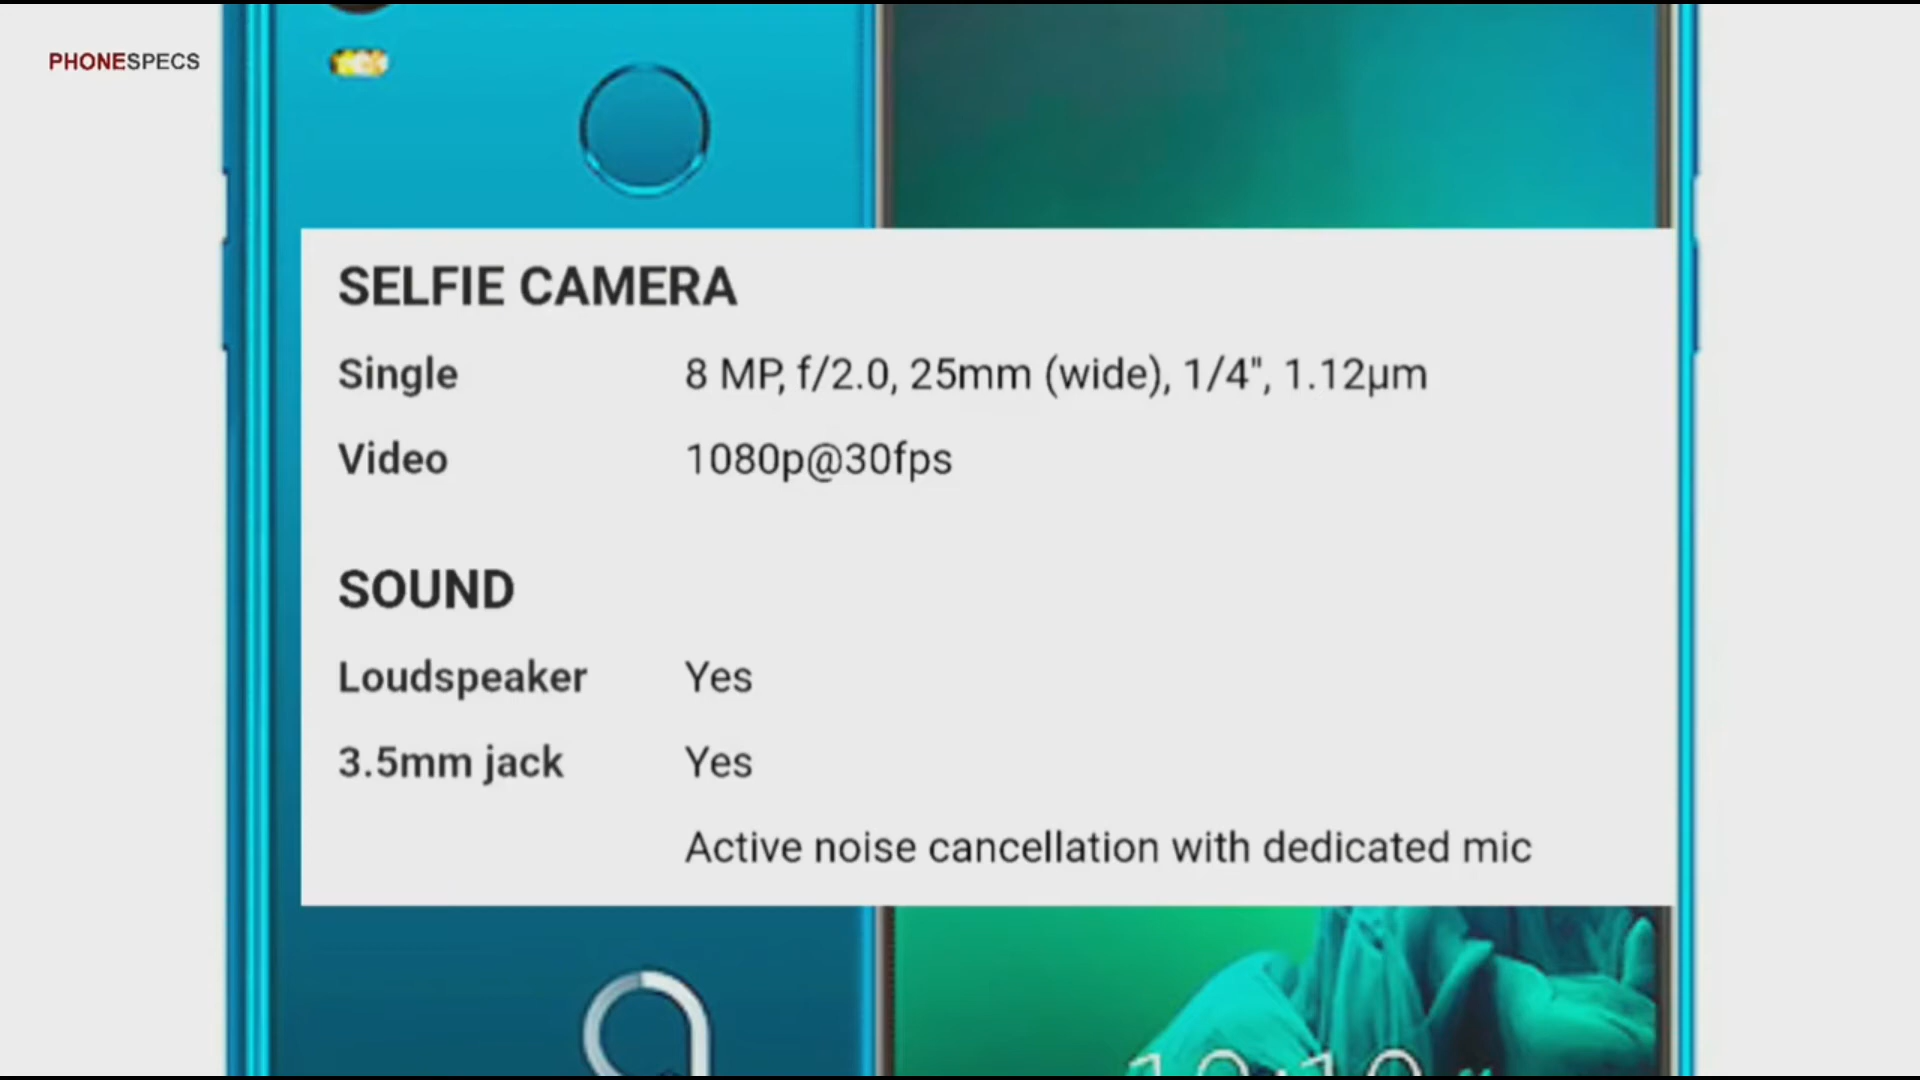 PHONESPECS
SELFIE CAMERA
Single 8 MP, f/2.0, 25mm (wide), 1/4", 1.12µm
Video 1080p@30fps
SOUND
Loudspeaker Yes
3.5mm jack Yes
Active noise cancellation with dedicated mic